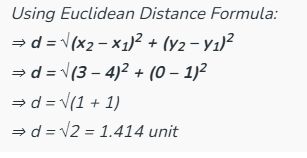 Using Euclidean Distance Formula:
⇒ d = √(x₂ – x₁)² + (y₂ – y₁)²
⇒ d = √(3 – 4)² + (0 – 1)²
⇒ d = √(1 + 1)
⇒ d = √2 = 1.414 unit